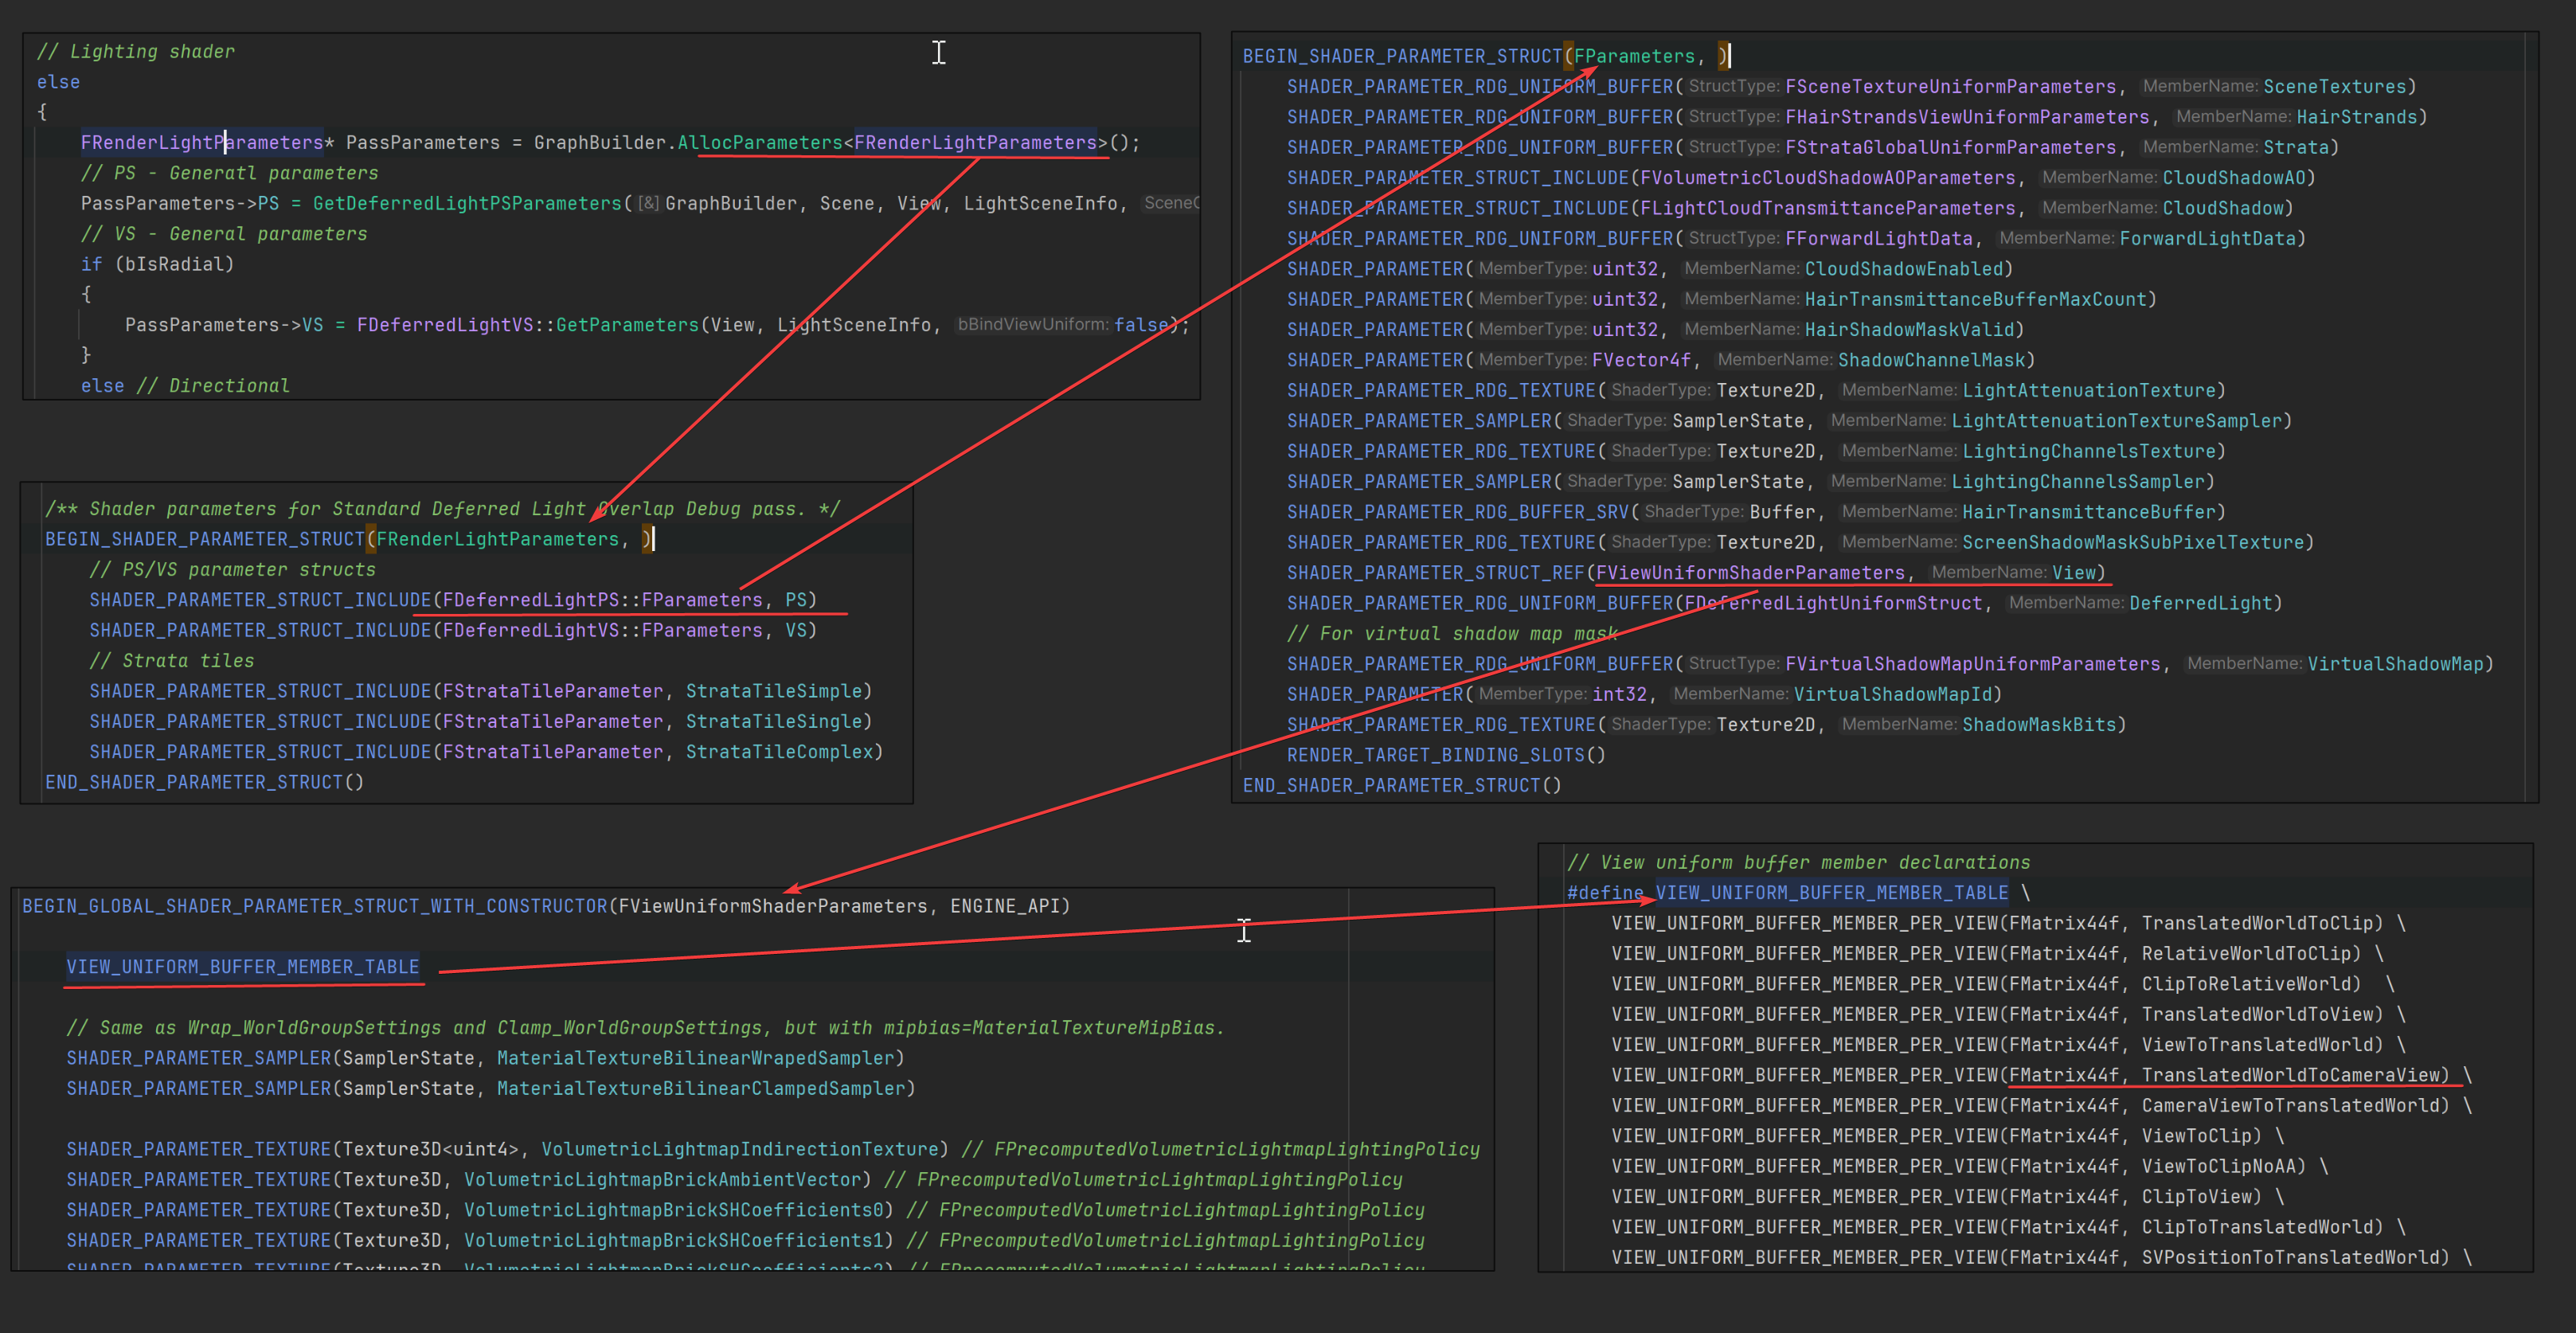 // Lighting shader
else
{
FRenderLightParameters* PassParameters = GraphBuilder.AllocParameters<FRenderLightParameters>();
// PS - Generatl parameters
PassParameters->PS = GetDeferredLightPSParameters([&]GraphBuilder, Scene, View, LightSceneInfo,
// VS - General parameters
if (bIsRadial)
{
PassParameters->VS = FDeferredLightVS::GetParameters(View, LightSceneInfo, bBindViewUniform: false);
}
else // Directional
BEGIN_SHADER_PARAMETER_STRUCT(FParameters, )
SHADER_PARAMETER_RDG_UNIFORM_BUFFER(StructType: FSceneTextureUniformParameters, MemberName: SceneTextures)
SHADER_PARAMETER_RDG_UNIFORM_BUFFER(StructType: FHairStrandsViewUniformParameters, MemberName: HairStrands)
SHADER_PARAMETER_RDG_UNIFORM_BUFFER(StructType: FStrataGlobalUniformParameters, MemberName: Strata)
SHADER_PARAMETER_STRUCT_INCLUDE(FVolumetricCloudShadowAOParameters, MemberName: CloudShadowAO)
SHADER_PARAMETER_STRUCT_INCLUDE(FLightCloudTransmittanceParameters, MemberName: CloudShadow)
SHADER_PARAMETER_RDG_UNIFORM_BUFFER(StructType: FForwardLightData, MemberName: ForwardLightData)
SHADER_PARAMETER(MemberType: uint32, MemberName: CloudShadowEnabled)
SHADER_PARAMETER(MemberType: uint32, MemberName: HairTransmittanceBufferMaxCount)
SHADER_PARAMETER(MemberType: uint32, MemberName: HairShadowMaskValid)
SHADER_PARAMETER(MemberType: FVector4f, MemberName: ShadowChannelMask)
SHADER_PARAMETER_RDG_TEXTURE(ShaderType: Texture2D, MemberName: LightAttenuationTexture)
SHADER_PARAMETER_SAMPLER(ShaderType: SamplerState, MemberName: LightAttenuationTextureSampler)
SHADER_PARAMETER_RDG_TEXTURE(ShaderType: Texture2D, MemberName: LightingChannelsTexture)
SHADER_PARAMETER_SAMPLER(ShaderType: SamplerState, MemberName: LightingChannelsSampler)
SHADER_PARAMETER_RDG_BUFFER_SRV(ShaderType: Buffer, MemberName: HairTransmittanceBuffer)
SHADER_PARAMETER_RDG_TEXTURE(ShaderType: Texture2D, MemberName: ScreenShadowMaskSubPixelTexture)
SHADER_PARAMETER_STRUCT_REF(FViewUniformShaderParameters, MemberName: View)
SHADER_PARAMETER_RDG_UNIFORM_BUFFER(FDeferredLightUniformStruct, MemberName: DeferredLight)
// For virtual shadow map mask
SHADER_PARAMETER_RDG_UNIFORM_BUFFER(StructType: FVirtualShadowMapUniformParameters, MemberName: VirtualShadowMap)
SHADER_PARAMETER(MemberType: int32, MemberName: VirtualShadowMapId)
SHADER_PARAMETER_RDG_TEXTURE(ShaderType: Texture2D, MemberName: ShadowMaskBits)
RENDER_TARGET_BINDING_SLOTS()
END_SHADER_PARAMETER_STRUCT()
/** Shader parameters for Standard Deferred Light Overlap Debug pass. */
BEGIN_SHADER_PARAMETER_STRUCT(FRenderLightParameters, )
// PS/VS parameter structs
SHADER_PARAMETER_STRUCT_INCLUDE(FDeferredLightPS::FParameters, PS)
SHADER_PARAMETER_STRUCT_INCLUDE(FDeferredLightVS::FParameters, VS)
// Strata tiles
SHADER_PARAMETER_STRUCT_INCLUDE(FStrataTileParameter, StrataTileSimple)
SHADER_PARAMETER_STRUCT_INCLUDE(FStrataTileParameter, StrataTileSingle)
SHADER_PARAMETER_STRUCT_INCLUDE(FStrataTileParameter, StrataTileComplex)
END_SHADER_PARAMETER_STRUCT()
BEGIN_GLOBAL_SHADER_PARAMETER_STRUCT_WITH_CONSTRUCTOR(FViewUniformShaderParameters, ENGINE_API)
VIEW_UNIFORM_BUFFER_MEMBER_TABLE
// Same as Wrap_WorldGroupSettings and Clamp_WorldGroupSettings, but with mipbias=MaterialTextureMipBias.
SHADER_PARAMETER_SAMPLER(SamplerState, MaterialTextureBilinearWrapedSampler)
SHADER_PARAMETER_SAMPLER(SamplerState, MaterialTextureBilinearClampedSampler)
SHADER_PARAMETER_TEXTURE(Texture3D<uint4>, VolumetricLightmapIndirectionTexture) // FPrecomputedVolumetricLightmapLightingPolicy
SHADER_PARAMETER_TEXTURE(Texture3D, VolumetricLightmapBrickAmbientVector) // FPrecomputedVolumetricLightmapLightingPolicy
SHADER_PARAMETER_TEXTURE(Texture3D, VolumetricLightmapBrickSHCoefficients0) // FPrecomputedVolumetricLightmapLightingPolicy
SHADER_PARAMETER_TEXTURE(Texture3D, VolumetricLightmapBrickSHCoefficients1) // FPrecomputedVolumetricLightmapLightingPolicy
SHADER_PARAMETER_TEXTURE(Texture3D, VolumetricLightmapBrickSHCoefficients2) // FPrecomputedVolumetricLightmapLightingPolicy
// View uniform buffer member declarations
#define VIEW_UNIFORM_BUFFER_MEMBER_TABLE \
VIEW_UNIFORM_BUFFER_MEMBER_PER_VIEW(FMatrix44f, TranslatedWorldToClip) \
VIEW_UNIFORM_BUFFER_MEMBER_PER_VIEW(FMatrix44f, RelativeWorldToClip) \
VIEW_UNIFORM_BUFFER_MEMBER_PER_VIEW(FMatrix44f, ClipToRelativeWorld)  \
VIEW_UNIFORM_BUFFER_MEMBER_PER_VIEW(FMatrix44f, TranslatedWorldToView) \
VIEW_UNIFORM_BUFFER_MEMBER_PER_VIEW(FMatrix44f, ViewToTranslatedWorld) \
VIEW_UNIFORM_BUFFER_MEMBER_PER_VIEW(FMatrix44f, TranslatedWorldToCameraView) \
VIEW_UNIFORM_BUFFER_MEMBER_PER_VIEW(FMatrix44f, CameraViewToTranslatedWorld) \
VIEW_UNIFORM_BUFFER_MEMBER_PER_VIEW(FMatrix44f, ViewToClip) \
VIEW_UNIFORM_BUFFER_MEMBER_PER_VIEW(FMatrix44f, ViewToClipNoAA) \
VIEW_UNIFORM_BUFFER_MEMBER_PER_VIEW(FMatrix44f, ClipToView) \
VIEW_UNIFORM_BUFFER_MEMBER_PER_VIEW(FMatrix44f, ClipToTranslatedWorld) \
VIEW_UNIFORM_BUFFER_MEMBER_PER_VIEW(FMatrix44f, SVPositionToTranslatedWorld) \